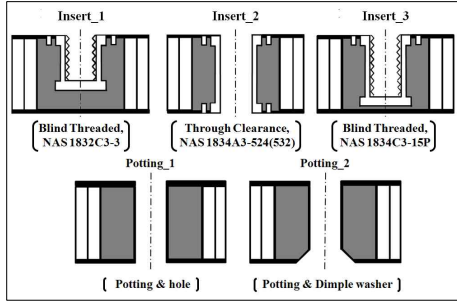 Insert_1
Insert_2
Insert_3
Blind Threaded,
NAS 1832C3-3
Through Clearance,
NAS 1834A3-524(532)
Blind Threaded,
NAS 1834C3-15P
Potting_1
Potting_2
Potting & hole
Potting & Dimple washer